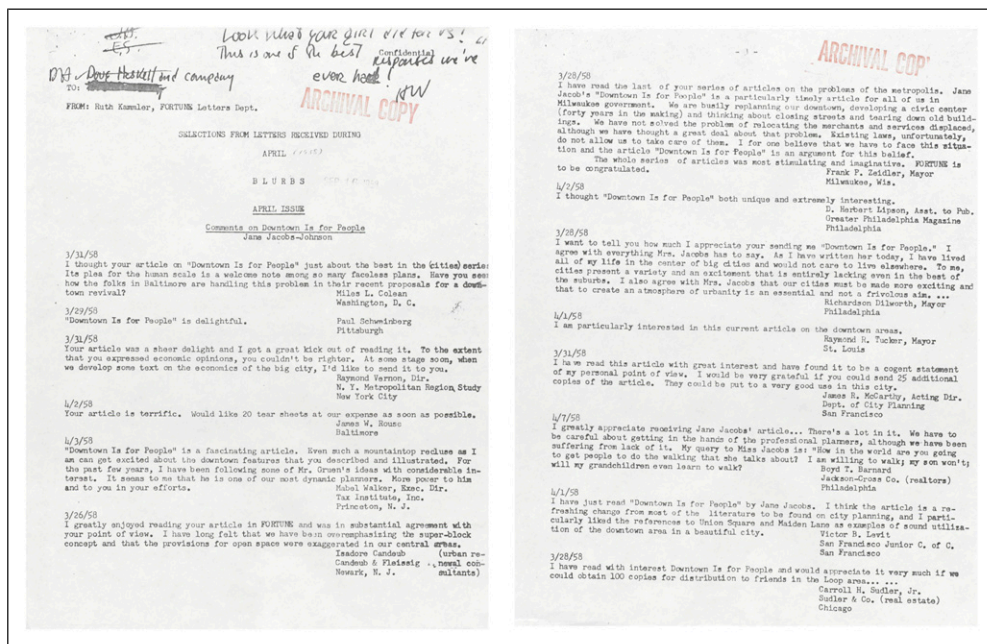 Look what your girl did for us!
This is one of the best
Confidential
responses we've
ever had!
Doug Haskell and company
TO:
ARCHIVAL COPY
FROM: Ruth Kammler, FORTUNE Letters Dept.
SELECTIONS FROM LETTERS RECEIVED DURING
APRIL
BLURBS
APRIL ISSUE
Comments on Downtown Is for People
Jane Jacobs-Johnson
3/31/58
I thought your article on "Downtown Is for People" just about the best in the (cities) series
Its plea for the human scale is a welcome note among so many faceless plans. Have you seen
how the folks in Baltimore are handling this problem in their recent proposals for a down-
town revival?
Miles L. Colean
Washington, D. C.
3/29/58
"Downtown Is for People" is delightful.
Paul Schweinberg
Pittsburgh
3/31/58
Your article was a sheer delight and I got a great kick out of reading it. To the extent
that you expressed economic opinions, you couldn't be righter. At some stage soon, when
we develop some text on the economics of the big city, I'd like to send it to you.
Raymond Vernon, Dir.
N. Y. Metropolitan Region Study
New York City
4/2/58
Your article is terrific. Would like 20 tear sheets at our expense as soon as possible.
James W. Rouse
Baltimore
4/3/58
"Downtown Is for People" is a fascinating article. Even such a mountaintop recluse as I
am can get excited about the downtown features that you described and illustrated. For
the past few years, I have been following some of Mr. Gruen's ideas with considerable in-
terest. It seems to me that he is one of our most dynamic planners. More power to him
and to you in your efforts.
Mabel Walker, Exec. Dir.
Tax Institute, Inc.
Princeton, N. J.
3/26/58
I greatly enjoyed reading your article in FORTUNE and was in substantial agreement with
your point of view. I have long felt that we have been overemphasizing the super-block
concept and that the provisions for open space were exaggerated in our central areas.
Isadore Candeub (urban re-
Candeub & Fleissig newal con-
Newark, N. J. sultants)
ARCHIVAL COP
3/28/58
I have read the last of your series of articles on the problems of the metropolis. Jane
Jacob's "Downtown Is for People" is a particularly timely article for all of us in
Milwaukee government. We are busily replanning our downtown, developing a civic center
(forty years in the making) and thinking about closing streets and tearing down old build-
ings. We have not solved the problem of relocating the merchants and services displaced,
although we have thought a great deal about that problem. Existing laws, unfortunately,
do not allow us to take care of them. I for one believe that we have to face this situa-
tion and the article "Downtown Is for People" is an argument for this belief.
The whole series of articles was most stimulating and imaginative. FORTUNE is
to be congratulated.
Frank P. Zeidler, Mayor
Milwaukee, Wis.
4/2/58
I thought "Downtown Is for People" both unique and extremely interesting.
D. Herbert Lipson, Asst. to Pub.
Greater Philadelphia Magazine
Philadelphia
3/28/58
I want to tell you how much I appreciate your sending me "Downtown Is for People." I
agree with everything Mrs. Jacobs has to say. As I have written her today, I have lived
all of my life in the center of big cities and would not care to live elsewhere. To me,
cities present a variety and an excitement that is entirely lacking even in the best of
the suburbs. I also agree with Mrs. Jacobs that our cities must be made more exciting and
that to create an atmosphere of urbanity is an essential and not a frivolous aim. ...
Richardson Dilworth, Mayor
Philadelphia
4/1/58
I am particularly interested in this current article on the downtown areas.
Raymond R. Tucker, Mayor
St. Louis
3/31/58
I have read this article with great interest and have found it to be a cogent statement
of my personal point of view. I would be very grateful if you could send 25 additional
copies of the article. They could be put to a very good use in this city.
James R. McCarthy, Acting Dir.
Dept. of City Planning
San Francisco
4/7/58
I greatly appreciate receiving Jane Jacobs' article... There's a lot in it. We have to
be careful about getting in the hands of the professional planners, although we have been
suffering from lack of it. My query to Miss Jacobs is: "How in the world are you going
to get people to do the walking that she talks about? I am willing to walk; my son won't;
will my grandchildren even learn to walk?
Boyd T. Barnard
Jackson-Cross Co. (realtors)
Philadelphia
4/1/58
I have just read "Downtown Is for People" by Jane Jacobs. I think the article is a re-
freshing change from most of the literature to be found on city planning, and I parti-
cularly liked the references to Union Square and Maiden Lane as examples of sound utiliza-
tion of the downtown area in a beautiful city.
Victor B. Levit
San Francisco Junior C. of C.
San Francisco
3/28/58
I have read with interest Downtown Is for People and would appreciate it very much if we
could obtain 100 copies for distribution to friends in the Loop area... ...
Carroll H. Sudler, Jr.
Sudler & Co. (real estate)
Chicago